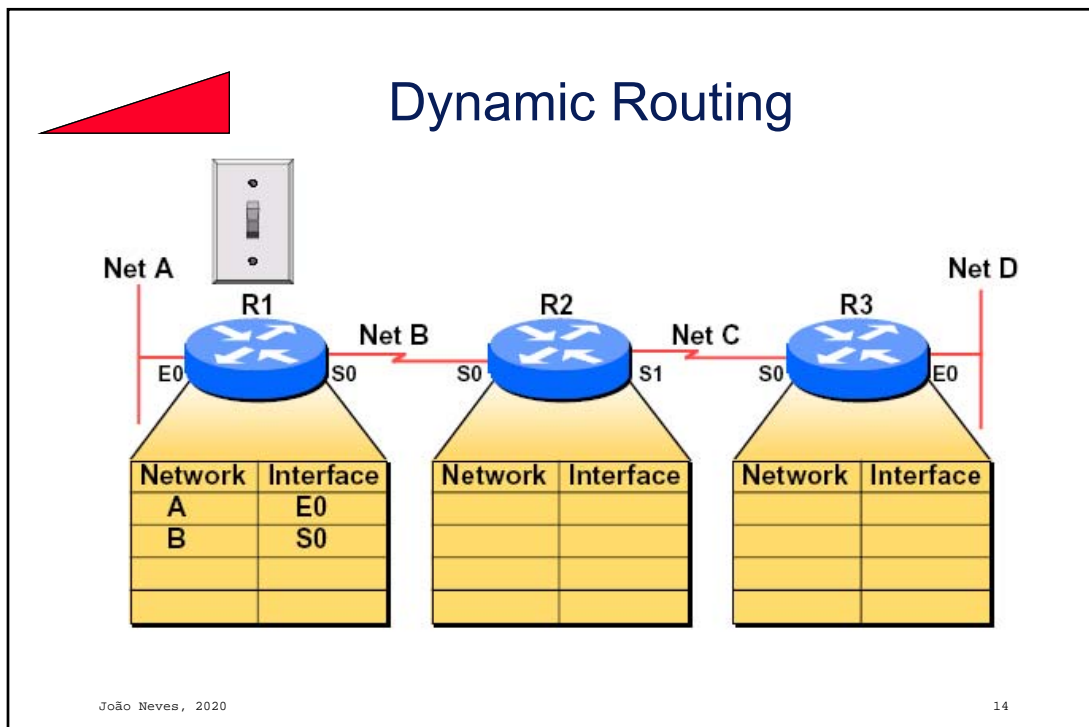 Dynamic Routing
Net A
Net D
R1
R2
R3
Net B
Net C
E0
S0
S0
S1
S0
E0
Network Interface
A E0
B S0
Network Interface
Network Interface
João Neves, 2020
14